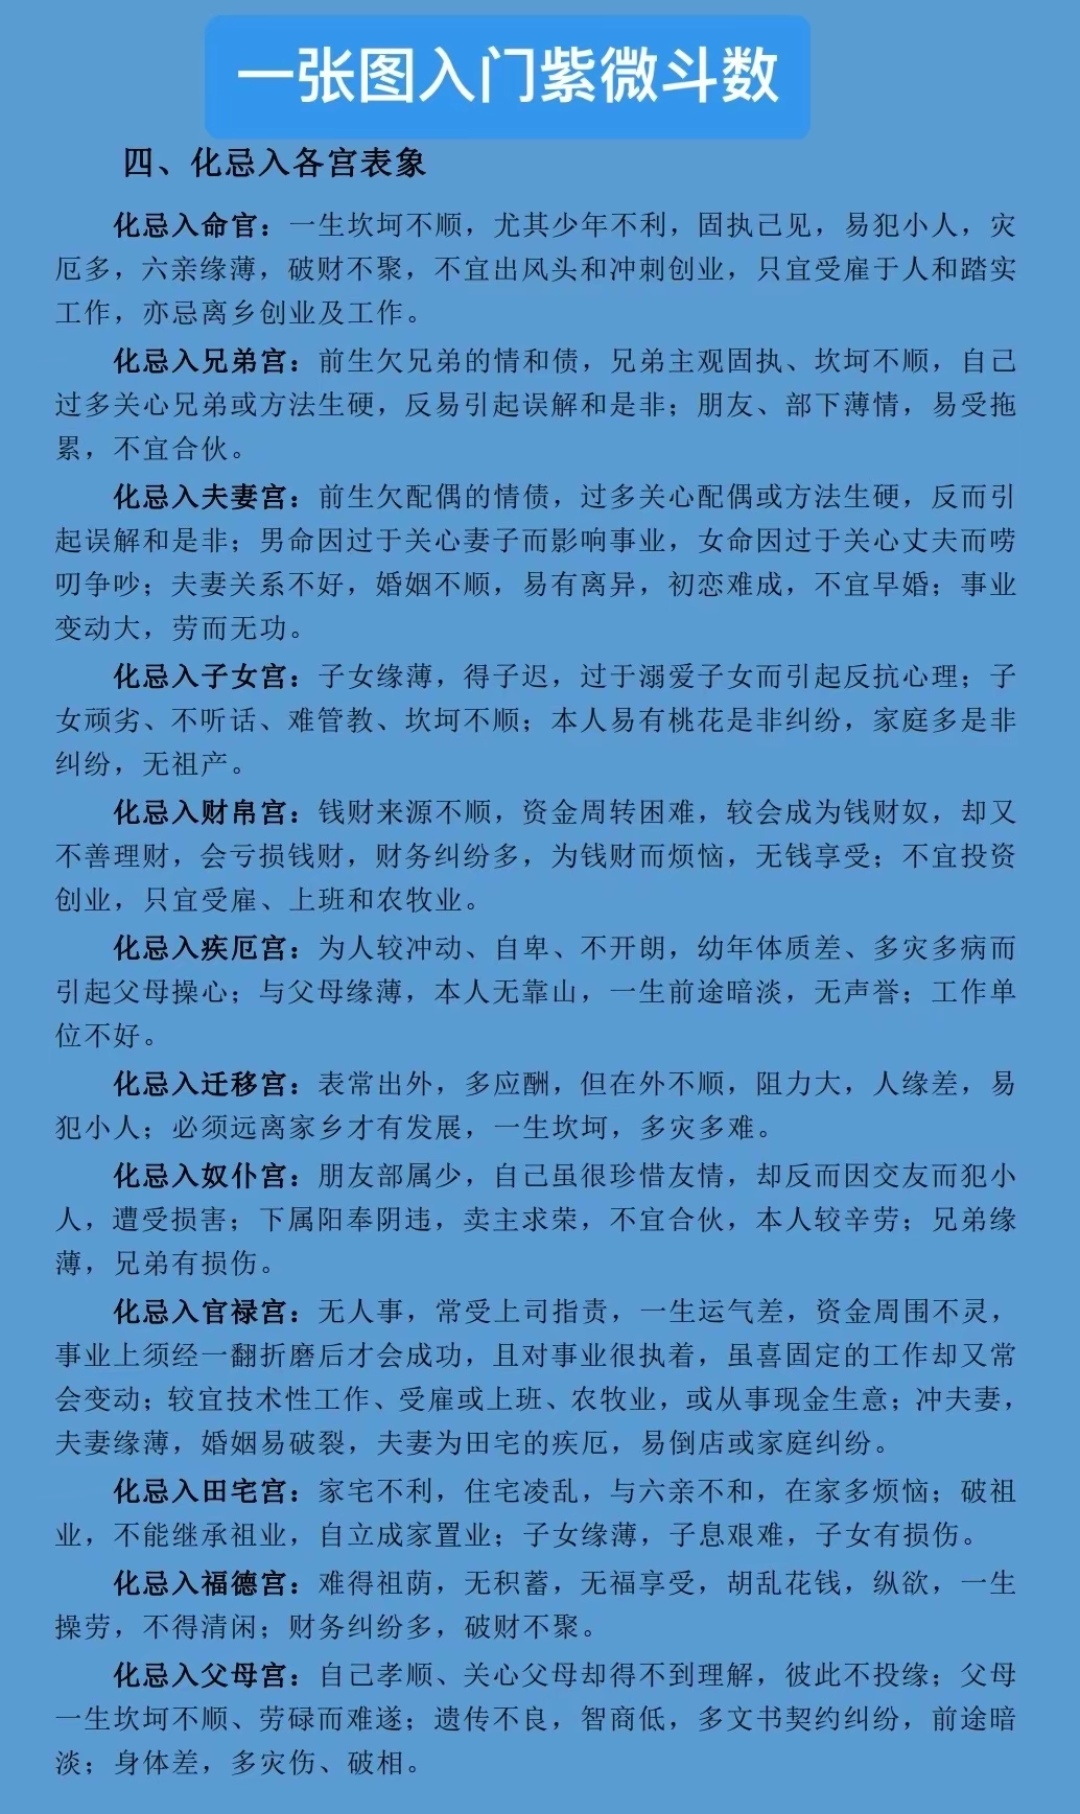 一张图入门紫微斗数
四、化忌入各宫表象
化忌入命宫：一生坎坷不顺，尤其少年不利，固执己见，易犯小人，灾
厄多，六亲缘薄，破财不聚，不宜出风头和冲刺创业，只宜受雇于人和踏实
工作，亦忌离乡创业及工作。
化忌入兄弟宫：前生欠兄弟的情和债，兄弟主观固执、坎坷不顺，自己
过多关心兄弟或方法生硬，反易引起误解和是非；朋友、部下薄情，易受拖
累，不宜合伙。
化忌入夫妻宫：前生欠配偶的情债，过多关心配偶或方法生硬，反而引
起误解和是非；男命因过于关心妻子而影响事业，女命因过于关心丈夫而唠
叨争吵；夫妻关系不好，婚姻不顺，易有离异，初恋难成，不宜早婚；事业
变动大，劳而无功。
化忌入子女宫：子女缘薄，得子迟，过于溺爱子女而引起反抗心理；子
女顽劣、不听话、难管教、坎坷不顺；本人易有桃花是非纠纷，家庭多是非
纠纷，无祖产。
化忌入财帛宫：钱财来源不顺，资金周转困难，较会成为钱财奴，却又
不善理财，会亏损钱财，财务纠纷多，为钱财而烦恼，无钱享受；不宜投资
创业，只宜受雇、上班和农牧业。
化忌入疾厄宫：为人较冲动、自卑、不开朗，幼年体质差、多灾多病而
引起父母操心；与父母缘薄，本人无靠山，一生前途暗淡，无声誉；工作单
位不好。
化忌入迁移宫：表常出外，多应酬，但在外不顺，阻力大，人缘差，易
犯小人；必须远离家乡才有发展，一生坎坷，多灾多难。
化忌入奴仆宫：朋友部属少，自己虽很珍惜友情，却反而因交友而犯小
人，遭受损害；下属阳奉阴违，卖主求荣，不宜合伙，本人较辛劳；兄弟缘
薄，兄弟有损伤。
化忌入官禄宫：无人事，常受上司指责，一生运气差，资金周围不灵，
事业上须经一翻折磨后才会成功，且对事业很执着，虽喜固定的工作却又常
会变动；较宜技术性工作、受雇或上班、农牧业，或从事现金生意；冲夫妻，
夫妻缘薄，婚姻易破裂，夫妻为田宅的疾厄，易倒店或家庭纠纷。
化忌入田宅宫：家宅不利，住宅凌乱，与六亲不和，在家多烦恼；破祖
业，不能继承祖业，自立成家置业；子女缘薄，子息艰难，子女有损伤。
化忌入福德宫：难得祖荫，无积蓄，无福享受，胡乱花钱，纵欲，一生
操劳，不得清闲；财务纠纷多，破财不聚。
化忌入父母宫：自己孝顺、关心父母却得不到理解，彼此不投缘；父母
一生坎坷不顺、劳碌而难遂；遗传不良，智商低，多文书契约纠纷，前途暗
淡；身体差，多灾伤、破相。